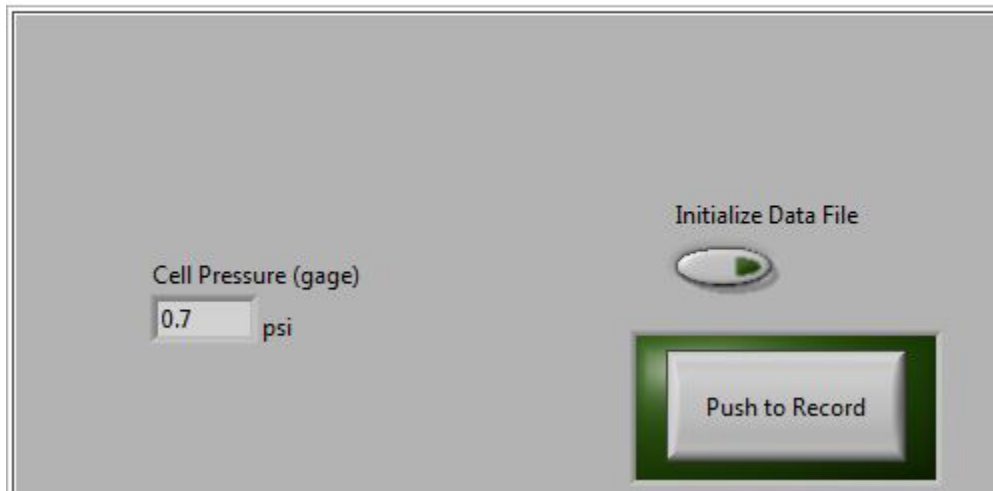 Initialize Data File
Cell Pressure (gage)
0.7 psi
Push to Record